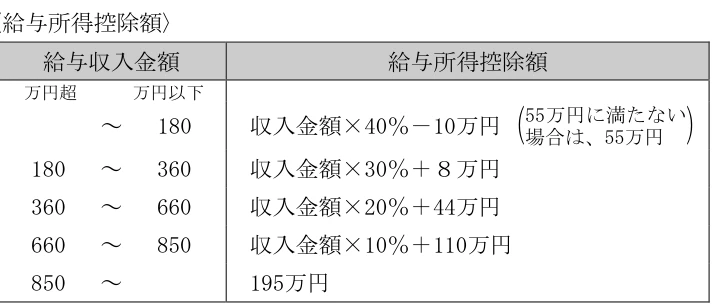 〈給与所得控除額〉
給与収入金額 給与所得控除額
万円超 万円以下
～ 180 収入金額×40％－10万円 (55万円に満たない
場合は、55万円)
180 ～ 360 収入金額×30％＋８万円
360 ～ 660 収入金額×20％＋44万円
660 ～ 850 収入金額×10％＋110万円
850 ～ 195万円